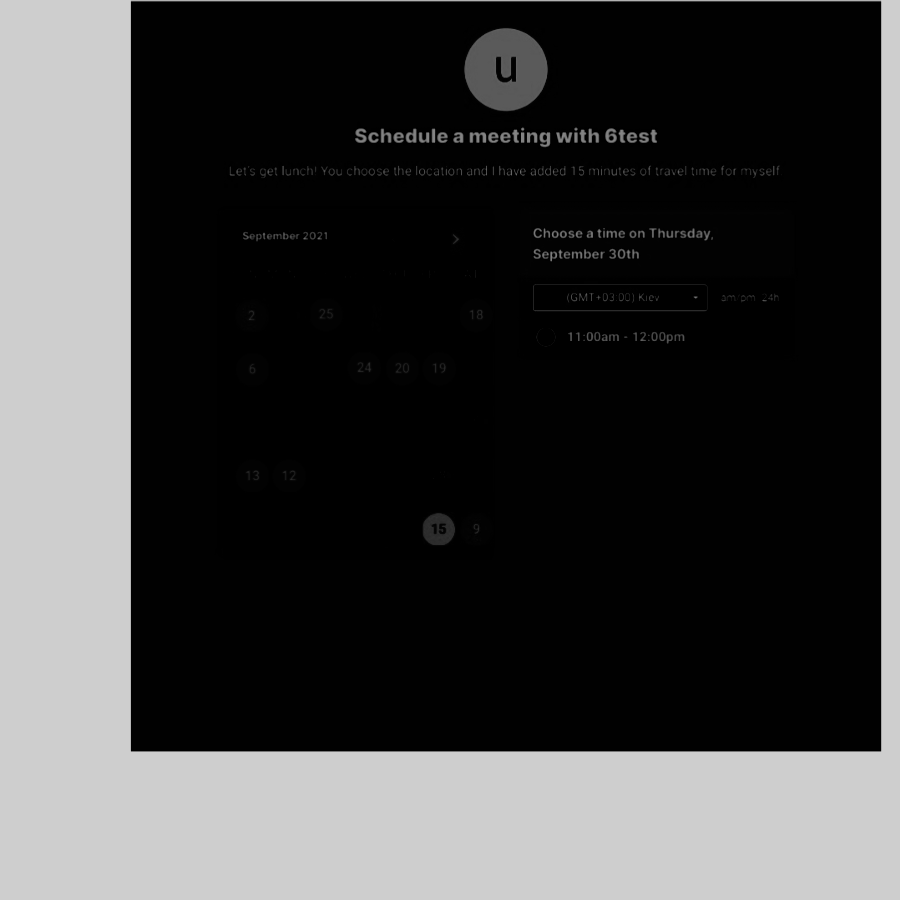 u
Schedule a meeting with 6test
Let's get lunch! You choose the location and I have added 15 minutes of travel time for myself
September 2021
2 25 18
6 24 20 19
13 12
15 9
Choose a time on Thursday,
September 30th
(GMT+03:00) Kiev am/pm 24h
11:00am - 12:00pm